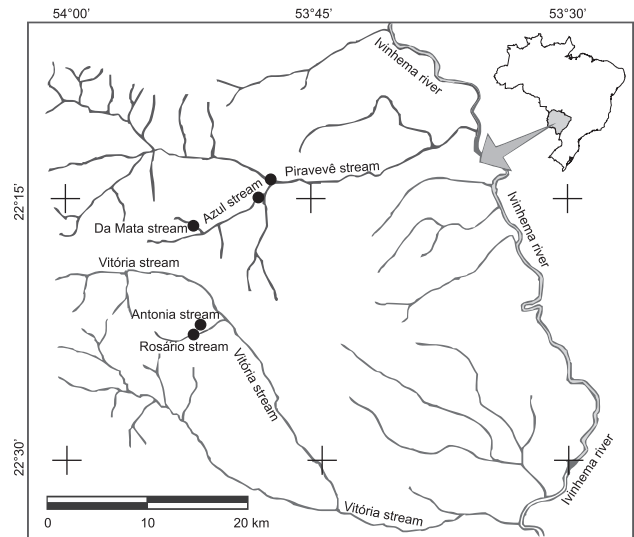 54°00'
53°45'
53°30'
Ivinhema river
Piravevê stream
Azul stream
22°15'
Da Mata stream
Ivinhema river
Vitória stream
Antonia stream
Rosário stream
Vitória stream
22°30'
Ivinhema river
Vitória stream
0 10 20 km